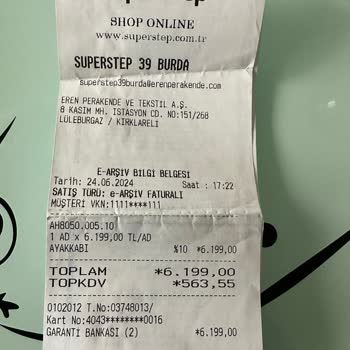 SHOP ONLINE
www.superstep.com.tr
SUPERSTEP 39 BURDA
superstep39burda@erenperakende.com
EREN PERAKENDE VE TEKSTIL A.Ş.
8 KASIM MH. ISTASYON CD. NO:151/268
LÜLEBURGAZ / KIRKLARELI
E-ARŞIV BILGI BELGESI
Tarih: 24.06.2024 Saat : 17:22
SATIŞ TÜRÜ: e-ARŞIV FATURALI
MÜŞTERI VKN:1111****111
AHB050.005.10
1 AD x 6.199,00 TL/AD
AYAKKABI %10 *6.199,00
TOPLAM *6.199,00
TOPKDV *563,55
0102012 T.No:03748013/
Kart No:4043********0016
GARANTI BANKASI (2) *6.199,00